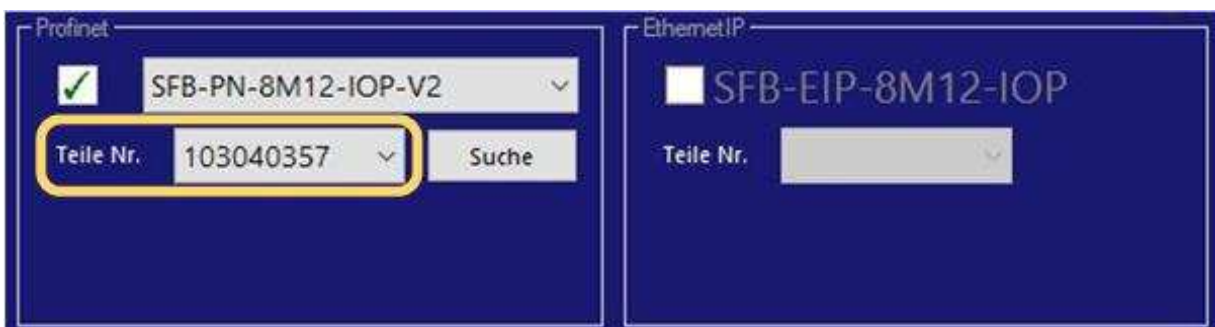 Profinet
SFB-PN-8M12-IOP-V2
Teile Nr. 103040357 Suche
EthernetIP
SFB-EIP-8M12-IOP
Teile Nr.